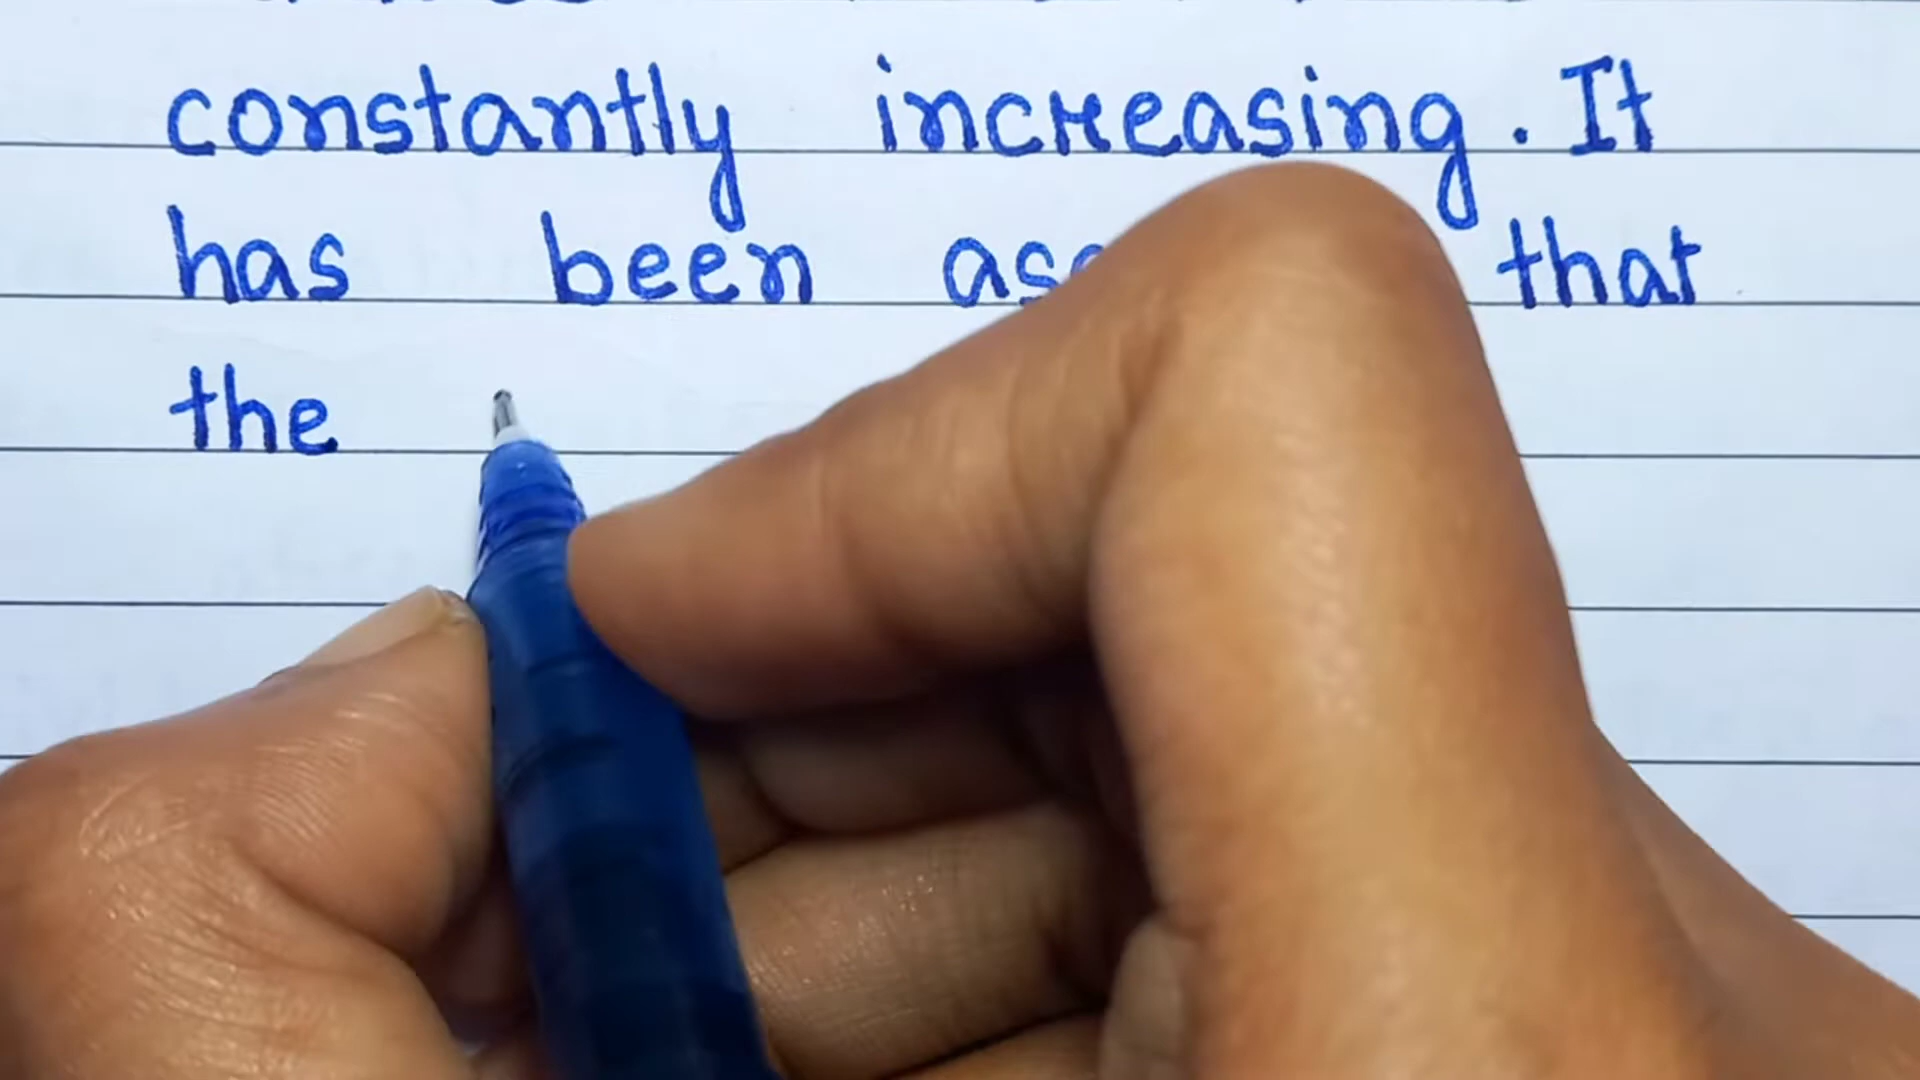 constantly increasing. It
has been that
the